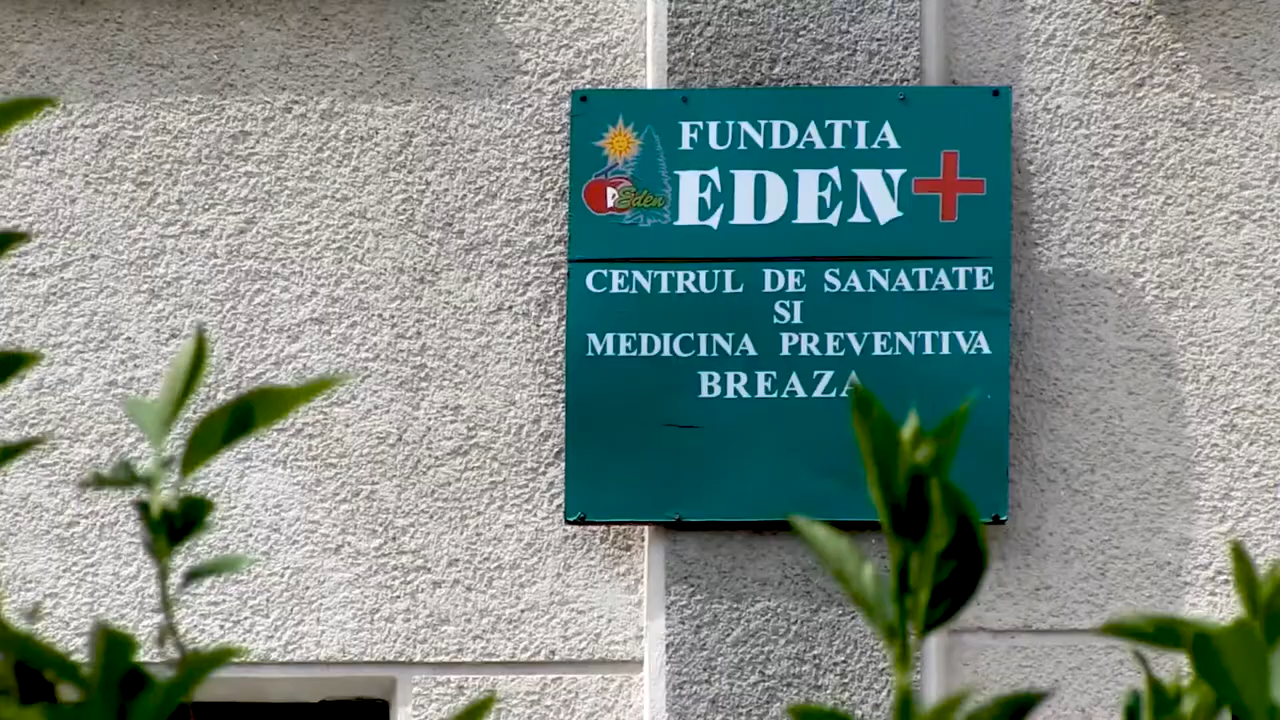 FUNDATIA
Eden
EDEN
CENTRUL DE SANATATE
SI
MEDICINA PREVENTIVA
BREAZA